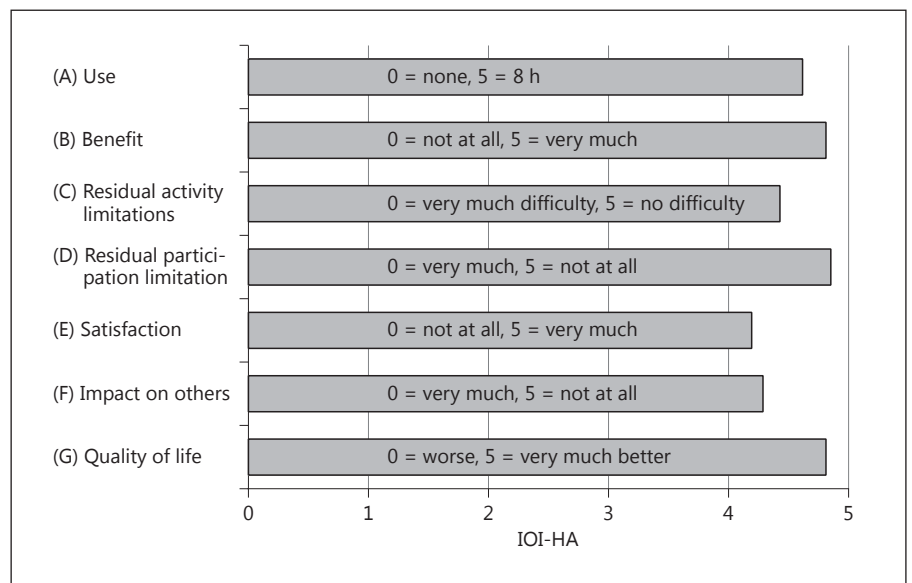 (A) Use
0 = none, 5 = 8 h
(B) Benefit
0 = not at all, 5 = very much
(C) Residual activity
limitations
0 = very much difficulty, 5 = no difficulty
(D) Residual partici-
pation limitation
0 = very much, 5 = not at all
(E) Satisfaction
0 = not at all, 5 = very much
(F) Impact on others
0 = very much, 5 = not at all
(G) Quality of life
0 = worse, 5 = very much better
0 1 2 3 4 5
IOI-HA